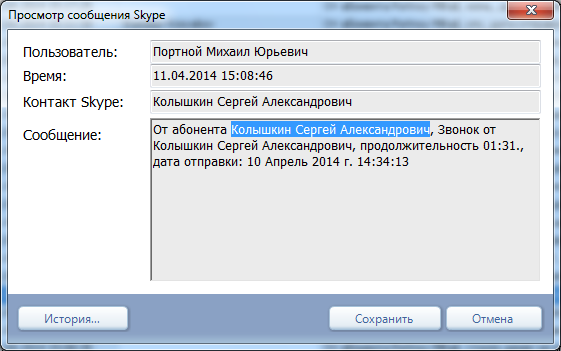 Просмотр сообщения Skype
Пользователь: Портной Михаил Юрьевич
Время: 11.04.2014 15:08:46
Контакт Skype: Колышкин Сергей Александрович
Сообщение: От абонента Колышкин Сергей Александрович, Звонок от
Колышкин Сергей Александрович, продолжительность 01:31.,
дата отправки: 10 Апрель 2014 г. 14:34:13
История... Сохранить Отмена